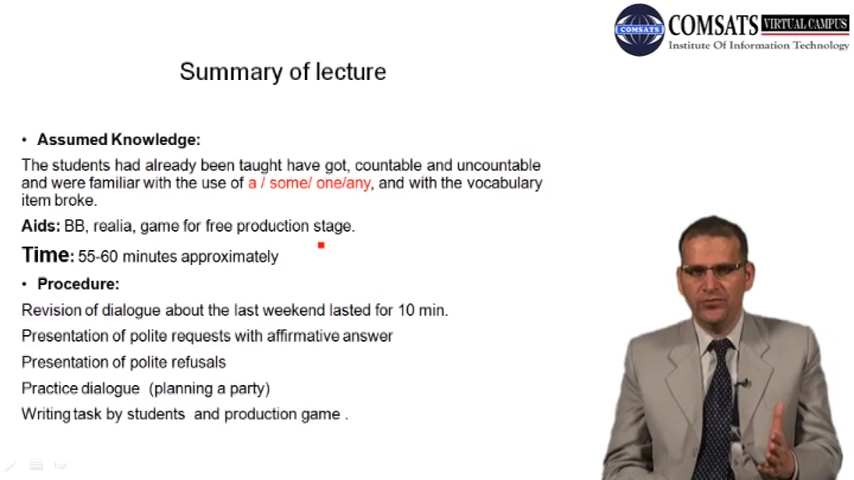 COMSATS VIRTUAL CAMPUS
COMSATS
Institute Of Information Technology
Summary of lecture
• Assumed Knowledge:
The students had already been taught have got, countable and uncountable
and were familiar with the use of a / some/ one/any, and with the vocabulary
item broke.
Aids: BB, realia, game for free production stage.
Time: 55-60 minutes approximately
• Procedure:
Revision of dialogue about the last weekend lasted for 10 min.
Presentation of polite requests with affirmative answer
Presentation of polite refusals
Practice dialogue (planning a party)
Writing task by students and production game .